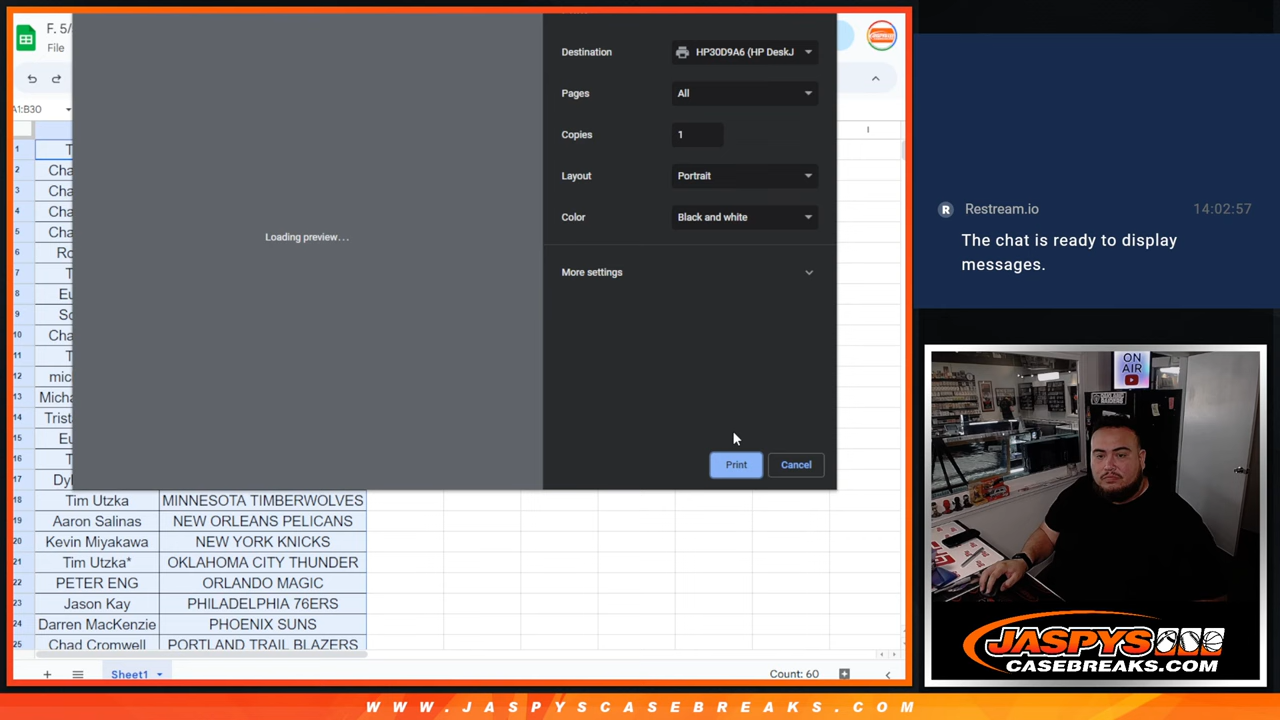 F. 5/
File
A1:B30
Destination
HP30D9A6 (HP DeskJ
Pages
All
Copies
1
Layout
Portrait
Color
Black and white
More settings
Loading preview...
Print
Cancel
I
1 T
2 Cha
3 Cha
4 Cha
5 Cha
6 Ro
7 T
8 Eu
9 Sc
10 Cha
11 T
12 mic
13 Micha
14 Trist
15 Eu
16 T
17 Dyl
18 Tim Utzka MINNESOTA TIMBERWOLVES
19 Aaron Salinas NEW ORLEANS PELICANS
20 Kevin Miyakawa NEW YORK KNICKS
21 Tim Utzka* OKLAHOMA CITY THUNDER
22 PETER ENG ORLANDO MAGIC
23 Jason Kay PHILADELPHIA 76ERS
24 Darren MacKenzie PHOENIX SUNS
25 Chad Cromwell PORTLAND TRAIL BLAZERS
Sheet1
Count: 60
R Restream.io 14:02:57
The chat is ready to display
messages.
ON
AIR
JASPYS
CASEBREAKS.COM
WWW.JASPYSCASEBREAKS.COM